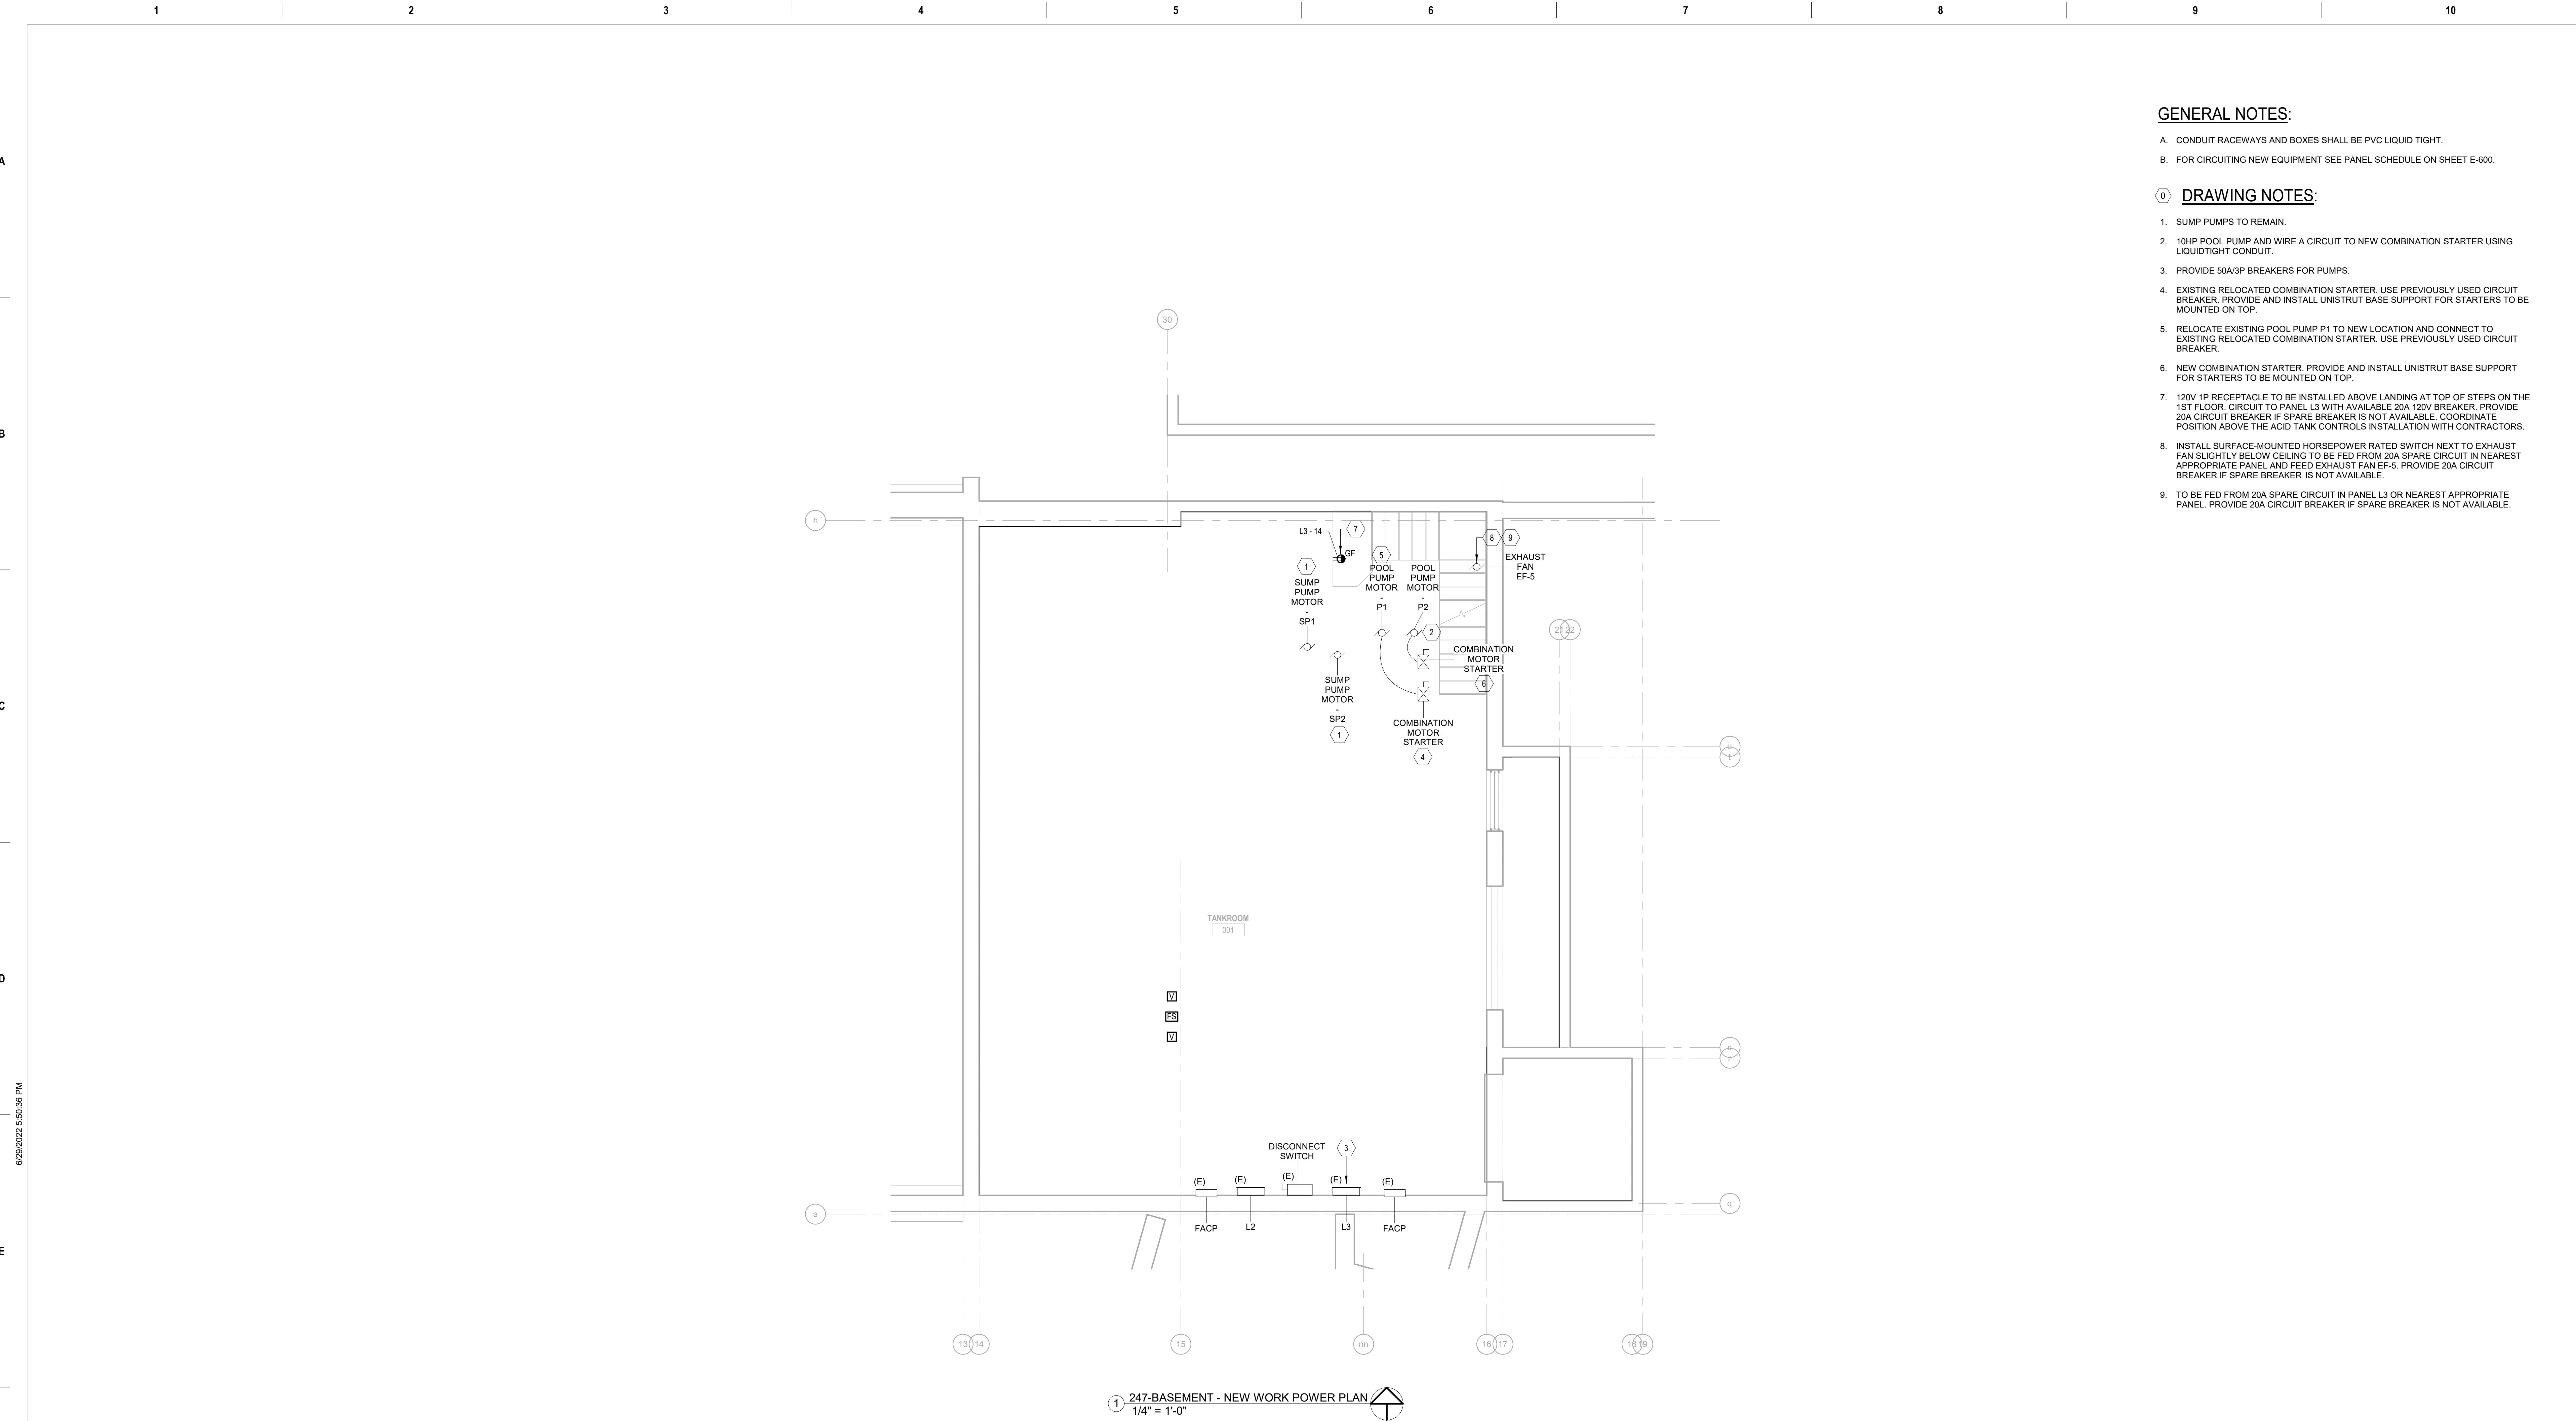 1 2 3 4 5 6 7 8 9 10
A
B
C
D
E
6/29/2022 5:50:36 PM
GENERAL NOTES:
A. CONDUIT RACEWAYS AND BOXES SHALL BE PVC LIQUID TIGHT.
B. FOR CIRCUITING NEW EQUIPMENT SEE PANEL SCHEDULE ON SHEET E-600.
0 DRAWING NOTES:
1. SUMP PUMPS TO REMAIN.
2. 10HP POOL PUMP AND WIRE A CIRCUIT TO NEW COMBINATION STARTER USING
LIQUIDTIGHT CONDUIT.
3. PROVIDE 50A/3P BREAKERS FOR PUMPS.
4. EXISTING RELOCATED COMBINATION STARTER. USE PREVIOUSLY USED CIRCUIT
BREAKER. PROVIDE AND INSTALL UNISTRUT BASE SUPPORT FOR STARTERS TO BE
MOUNTED ON TOP.
5. RELOCATE EXISTING POOL PUMP P1 TO NEW LOCATION AND CONNECT TO
EXISTING RELOCATED COMBINATION STARTER. USE PREVIOUSLY USED CIRCUIT
BREAKER.
6. NEW COMBINATION STARTER. PROVIDE AND INSTALL UNISTRUT BASE SUPPORT
FOR STARTERS TO BE MOUNTED ON TOP.
7. 120V 1P RECEPTACLE TO BE INSTALLED ABOVE LANDING AT TOP OF STEPS ON THE
1ST FLOOR. CIRCUIT TO PANEL L3 WITH AVAILABLE 20A 120V BREAKER. PROVIDE
20A CIRCUIT BREAKER IF SPARE BREAKER IS NOT AVAILABLE. COORDINATE
POSITION ABOVE THE ACID TANK CONTROLS INSTALLATION WITH CONTRACTORS.
8. INSTALL SURFACE-MOUNTED HORSEPOWER RATED SWITCH NEXT TO EXHAUST
FAN SLIGHTLY BELOW CEILING TO BE FED FROM 20A SPARE CIRCUIT IN NEAREST
APPROPRIATE PANEL AND FEED EXHAUST FAN EF-5. PROVIDE 20A CIRCUIT
BREAKER IF SPARE BREAKER IS NOT AVAILABLE.
9. TO BE FED FROM 20A SPARE CIRCUIT IN PANEL L3 OR NEAREST APPROPRIATE
PANEL. PROVIDE 20A CIRCUIT BREAKER IF SPARE BREAKER IS NOT AVAILABLE.
30
h
L3 - 14
7
GF
8 9
EXHAUST
FAN
EF-5
1
SUMP
PUMP
MOTOR
-
SP1
5
POOL
PUMP
MOTOR
-
P1
POOL
PUMP
MOTOR
-
P2
2
21 22
COMBINATION
MOTOR
STARTER
6
SUMP
PUMP
MOTOR
-
SP2
1
COMBINATION
MOTOR
STARTER
4
u
t
TANKROOM
001
V
FS
V
s
r
DISCONNECT
SWITCH
3
(E) (E) (E) (E) (E)
q
a
FACP L2 L3 FACP
13 14 15 nn 16 17 18 19
1 247-BASEMENT - NEW WORK POWER PLAN
1/4" = 1'-0"